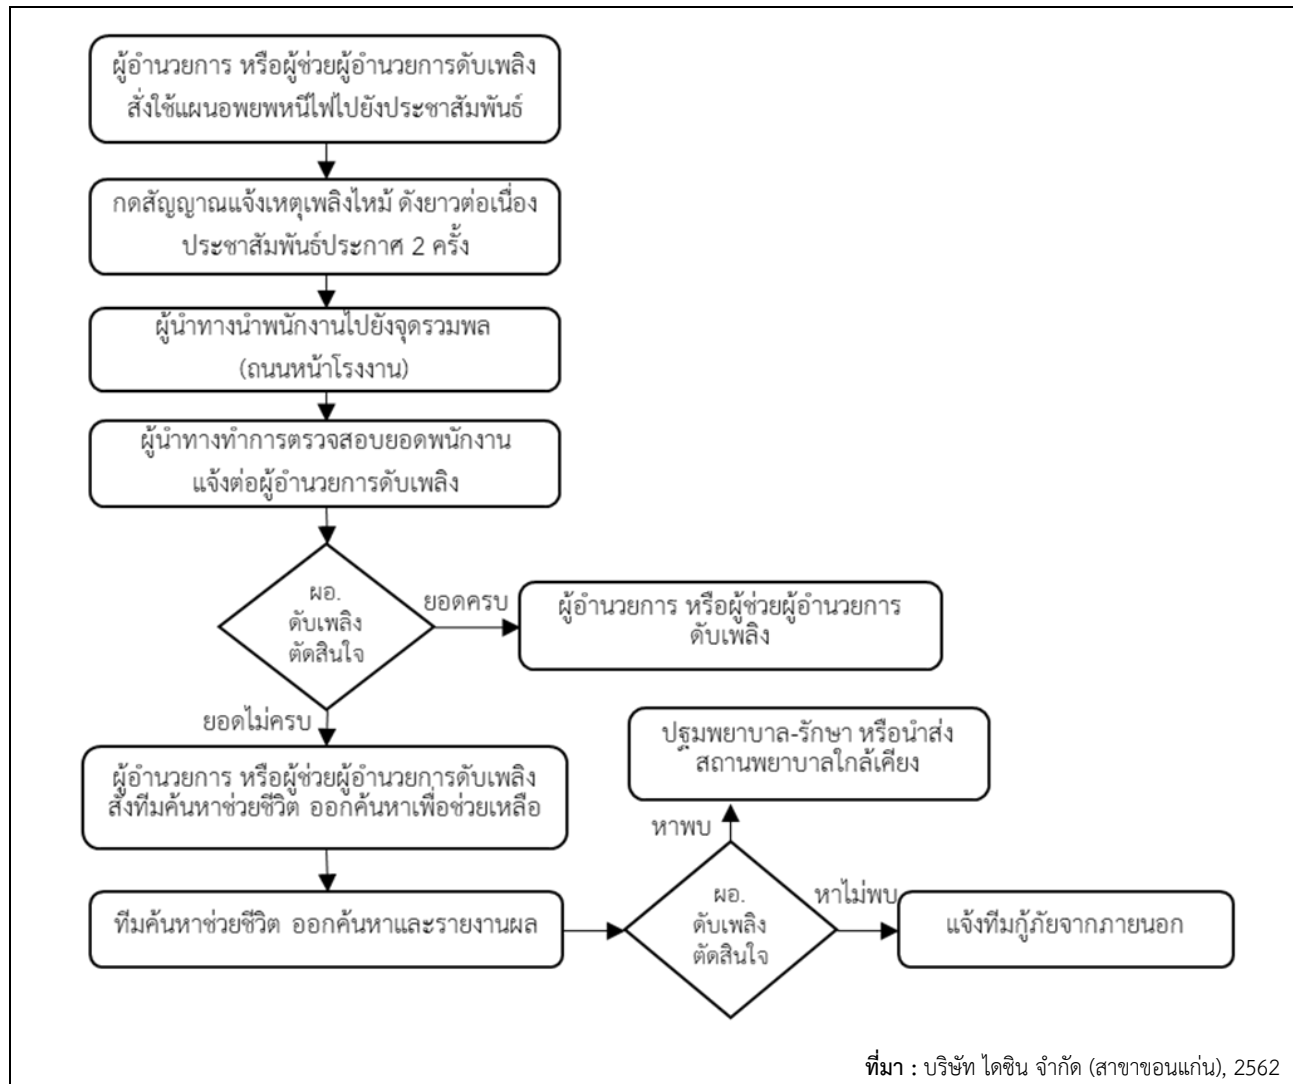 ผู้อำนวยการ หรือผู้ช่วยผู้อำนวยการดับเพลิง
สั่งใช้แผนอพยพหนีไฟไปยังประชาสัมพันธ์
กดสัญญาณแจ้งเหตุเพลิงไหม้ ดังยาวต่อเนื่อง
ประชาสัมพันธ์ประกาศ 2 ครั้ง
ผู้นำทางนำพนักงานไปยังจุดรวมพล
(ถนนหน้าโรงงาน)
ผู้นำทางทำการตรวจสอบยอดพนักงาน
แจ้งต่อผู้อำนวยการดับเพลิง
ผอ.
ดับเพลิง
ตัดสินใจ
ยอดครบ
ผู้อำนวยการ หรือผู้ช่วยผู้อำนวยการ
ดับเพลิง
ยอดไม่ครบ
ผู้อำนวยการ หรือผู้ช่วยผู้อำนวยการดับเพลิง
สั่งทีมค้นหาช่วยชีวิต ออกค้นหาเพื่อช่วยเหลือ
ทีมค้นหาช่วยชีวิต ออกค้นหาและรายงานผล
ผอ.
ดับเพลิง
ตัดสินใจ
หาพบ
ปฐมพยาบาล-รักษา หรือนำส่ง
สถานพยาบาลใกล้เคียง
หาไม่พบ
แจ้งทีมกู้ภัยจากภายนอก
ที่มา : บริษัท ไดซิน จำกัด (สาขาขอนแก่น), 2562